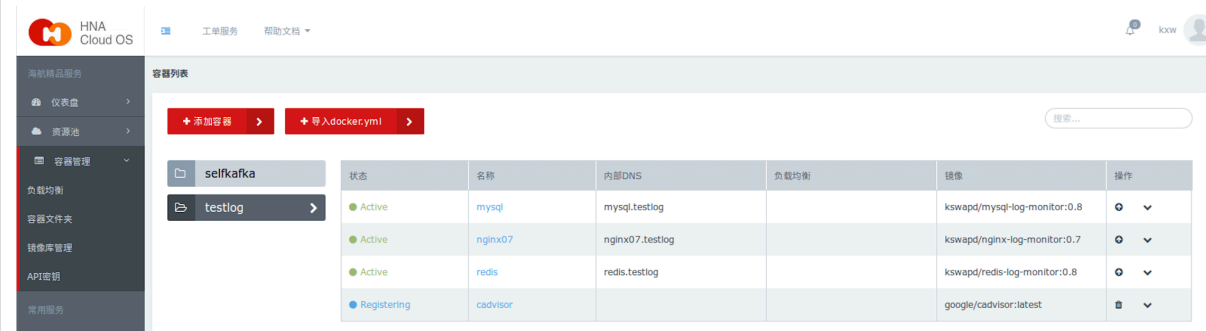 HNA
Cloud OS
工单服务 帮助文档
0
kxw
海航精品服务
仪表盘
资源池
容器管理
负载均衡
容器文件夹
镜像库管理
API密钥
常用服务
容器列表
+ 添加容器
+ 导入docker.yml
搜索...
selfkafka
testlog
状态 名称 内部DNS 负载均衡 镜像 操作
Active mysql mysql.testlog kswapd/mysql-log-monitor:0.8
Active nginx07 nginx07.testlog kswapd/nginx-log-monitor:0.7
Active redis redis.testlog kswapd/redis-log-monitor:0.8
Registering cadvisor google/cadvisor:latest